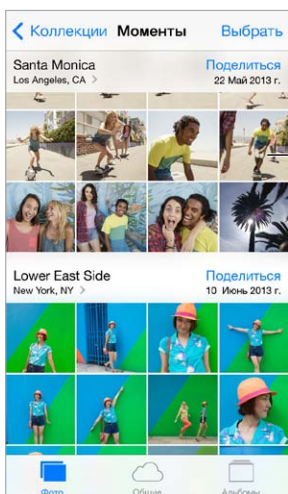 Коллекции Моменты Выбрать
Santa Monica Поделиться
Los Angeles, CA > 22 Май 2013 г.
Lower East Side Поделиться
New York, NY > 10 Июнь 2013 г.
Фото Общие Альбомы